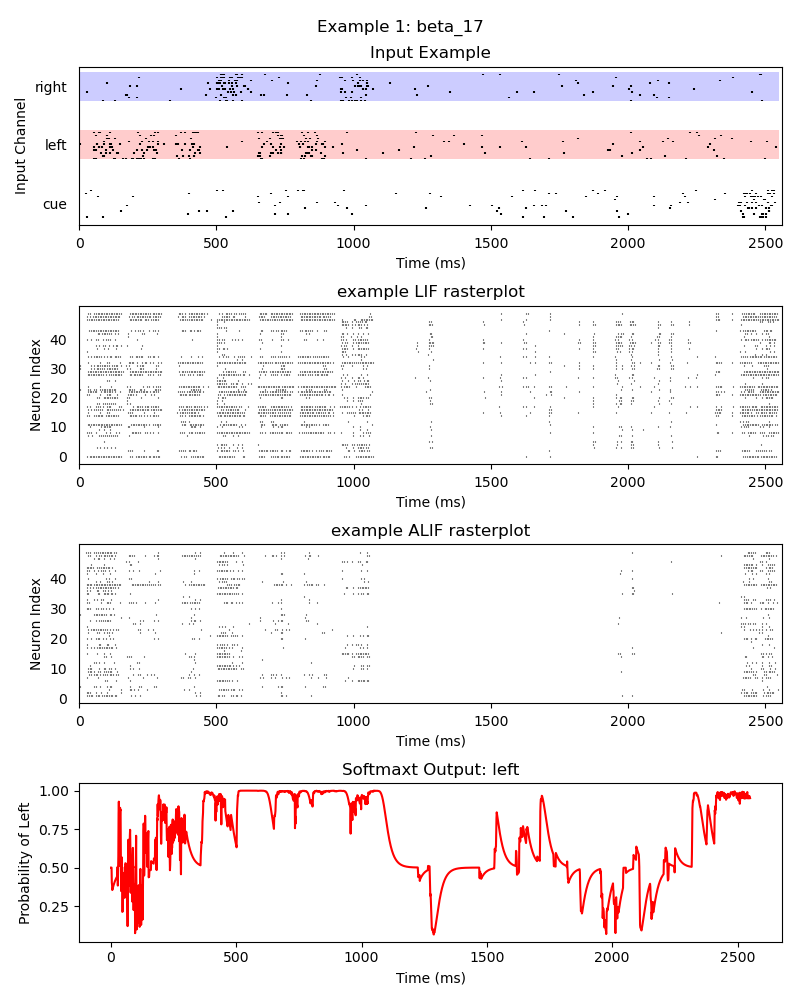 Example 1: beta_17
Input Example
right
left
cue
Input Channel
0 500 1000 1500 2000 2500
Time (ms)
example LIF rasterplot
40
30
20
10
0
Neuron Index
0 500 1000 1500 2000 2500
Time (ms)
example ALIF rasterplot
40
30
20
10
0
Neuron Index
0 500 1000 1500 2000 2500
Time (ms)
Softmaxt Output: left
1.00
0.75
0.50
0.25
Probability of Left
0 500 1000 1500 2000 2500
Time (ms)